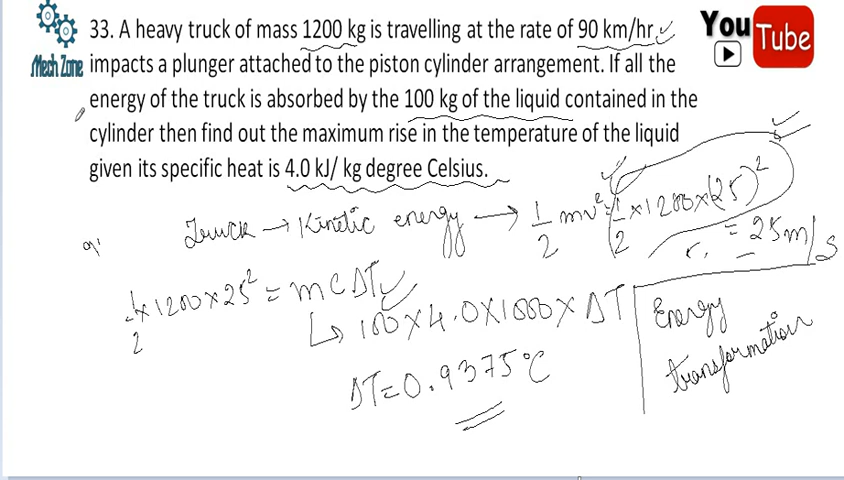 You Tube
Mech Zone
33. A heavy truck of mass 1200 kg is travelling at the rate of 90 km/hr
impacts a plunger attached to the piston cylinder arrangement. If all the
energy of the truck is absorbed by the 100 kg of the liquid contained in the
cylinder then find out the maximum rise in the temperature of the liquid
given its specific heat is 4.0 kJ/ kg degree Celsius.
Truck → Kinetic energy → 1/2 mv² = 1/2 × 1200 × (25)²
= 25 m/s
1/2 × 1200 × 25² = m C ΔT
↳ 100 × 4.0 × 1000 × ΔT
ΔT = 0.9375 °C
Energy
transformation